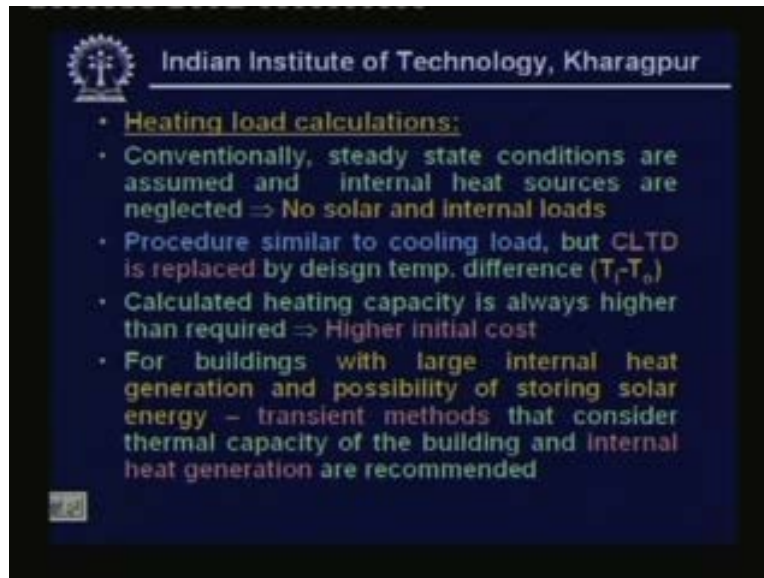 Indian Institute of Technology, Kharagpur
• Heating load calculations:
• Conventionally, steady state conditions are
assumed and internal heat sources are
neglected ⇒ No solar and internal loads
• Procedure similar to cooling load, but CLTD
is replaced by deisgn temp. difference (Ti-To)
• Calculated heating capacity is always higher
than required ⇒ Higher initial cost
• For buildings with large internal heat
generation and possibility of storing solar
energy – transient methods that consider
thermal capacity of the building and internal
heat generation are recommended